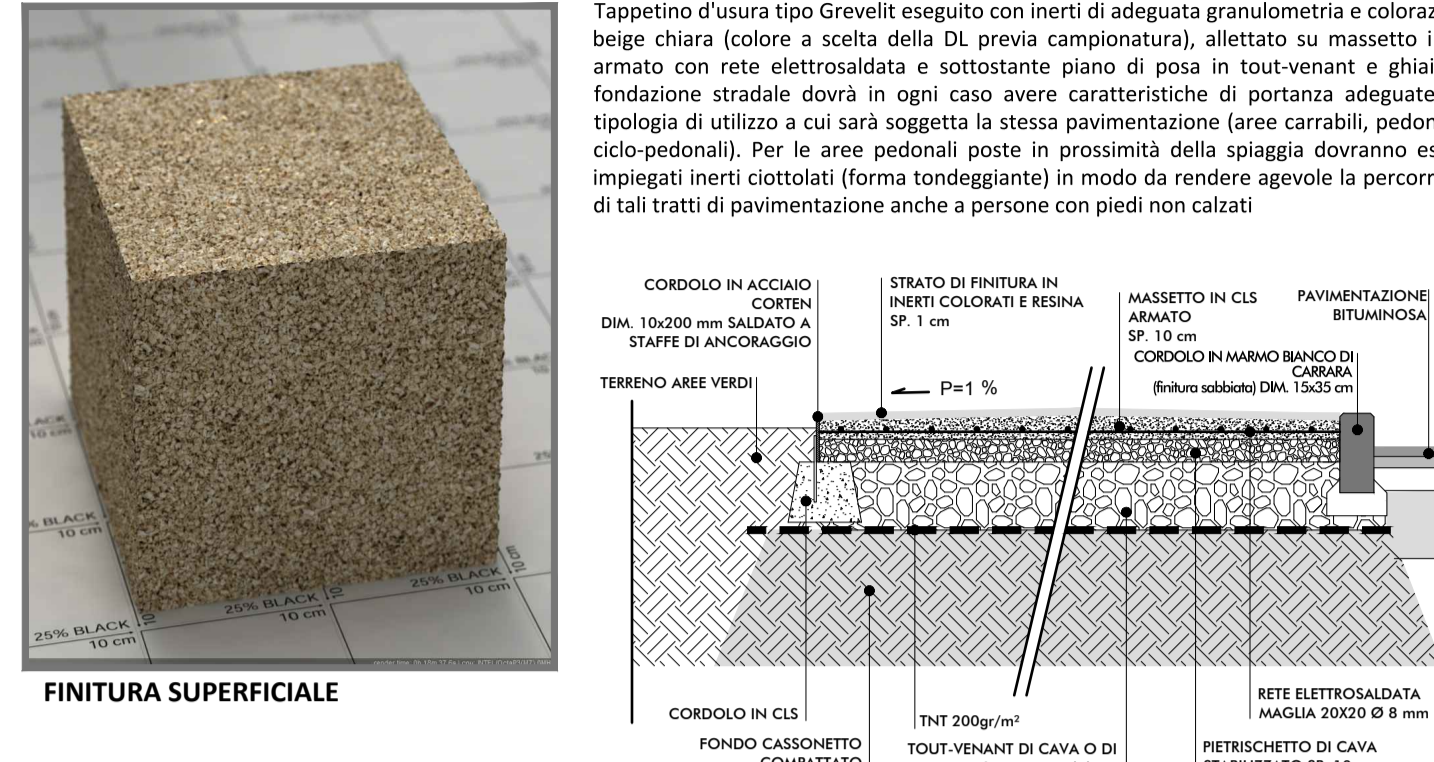 Tappetino d'usura tipo Grevelit eseguito con inerti di adeguata granulometria e coloraz
beige chiara (colore a scelta della DL previa campionatura), allettato su massetto i
armato con rete elettrosaldata e sottostante piano di posa in tout-venant e ghiai
fondazione stradale dovrà in ogni caso avere caratteristiche di portanza adeguate
tipologia di utilizzo a cui sarà soggetta la stessa pavimentazione (aree carrabili, pedon
ciclo-pedonali). Per le aree pedonali poste in prossimità della spiaggia dovranno es
impiegati inerti ciottolati (forma tondeggiante) in modo da rendere agevole la percorr
di tali tratti di pavimentazione anche a persone con piedi non calzati
CORDOLO IN ACCIAIO
CORTEN
DIM. 10x200 mm SALDATO A
STAFFE DI ANCORAGGIO
STRATO DI FINITURA IN
INERTI COLORATI E RESINA
SP. 1 cm
MASSETTO IN CLS
ARMATO
SP. 10 cm
PAVIMENTAZIONE
BITUMINOSA
CORDOLO IN MARMO BIANCO DI
CARRARA
(finitura sabbiata) DIM. 15x35 cm
TERRENO AREE VERDI
P=1 %
25% BLACK
10 cm
25% BLACK
10 cm
25% BLACK
10 cm
% BLACK
10 cm
10 cm
FINITURA SUPERFICIALE
CORDOLO IN CLS
TNT 200gr/m²
RETE ELETTROSALDATA
MAGLIA 20X20 Ø 8 mm
FONDO CASSONETTO
COMPATTATO
TOUT-VENANT DI CAVA O DI
PIETRISCHETTO DI CAVA